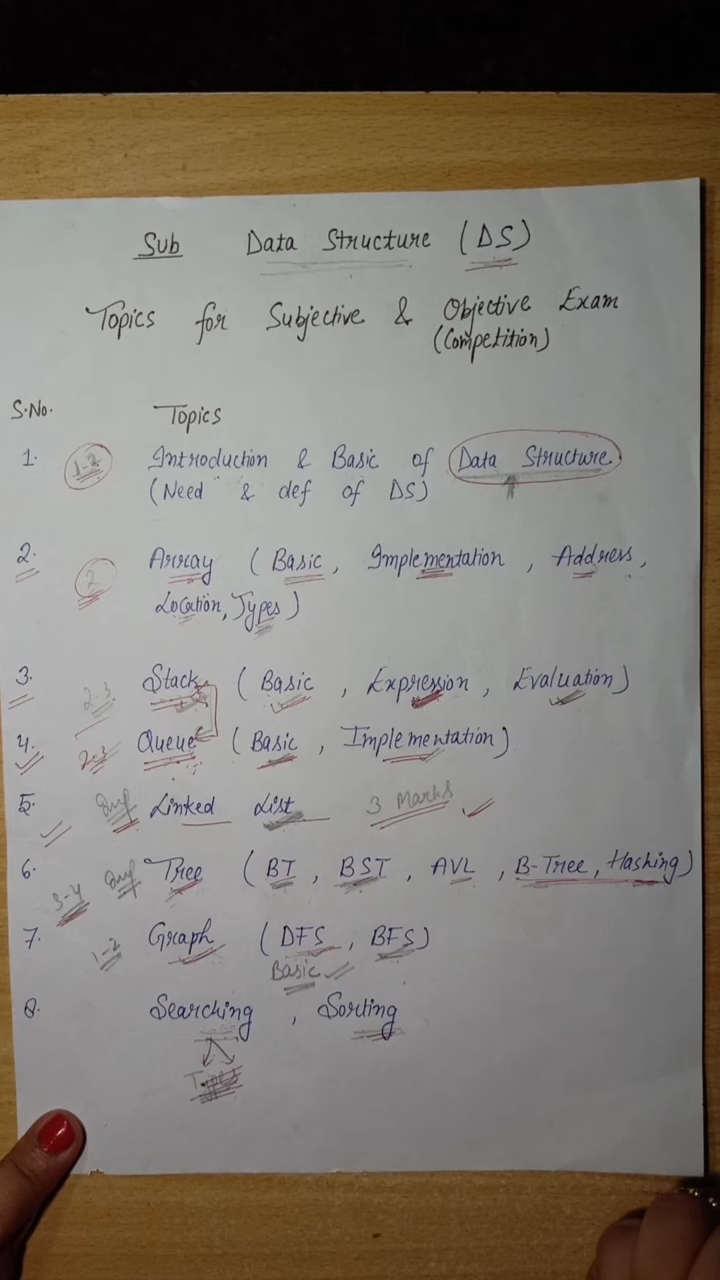 Sub Data Structure (DS)
Topics for Subjective & Objective Exam
(Competition)
S.No. Topics
1. 1-2 Introduction & Basic of Data Structure
(Need & def of DS)
2. 2 Array (Basic, Implementation, Address,
Location, Types)
3. 2-3 Stack (Basic, Expression, Evaluation)
4. 2-3 Queue (Basic, Implementation)
5. Imp Linked List 3 Marks
6. 3-4 Imp Tree (BT, BST, AVL, B-Tree, Hashing)
7. 1-2 Graph (DFS, BFS)
Basic
8. Searching, Sorting
Types